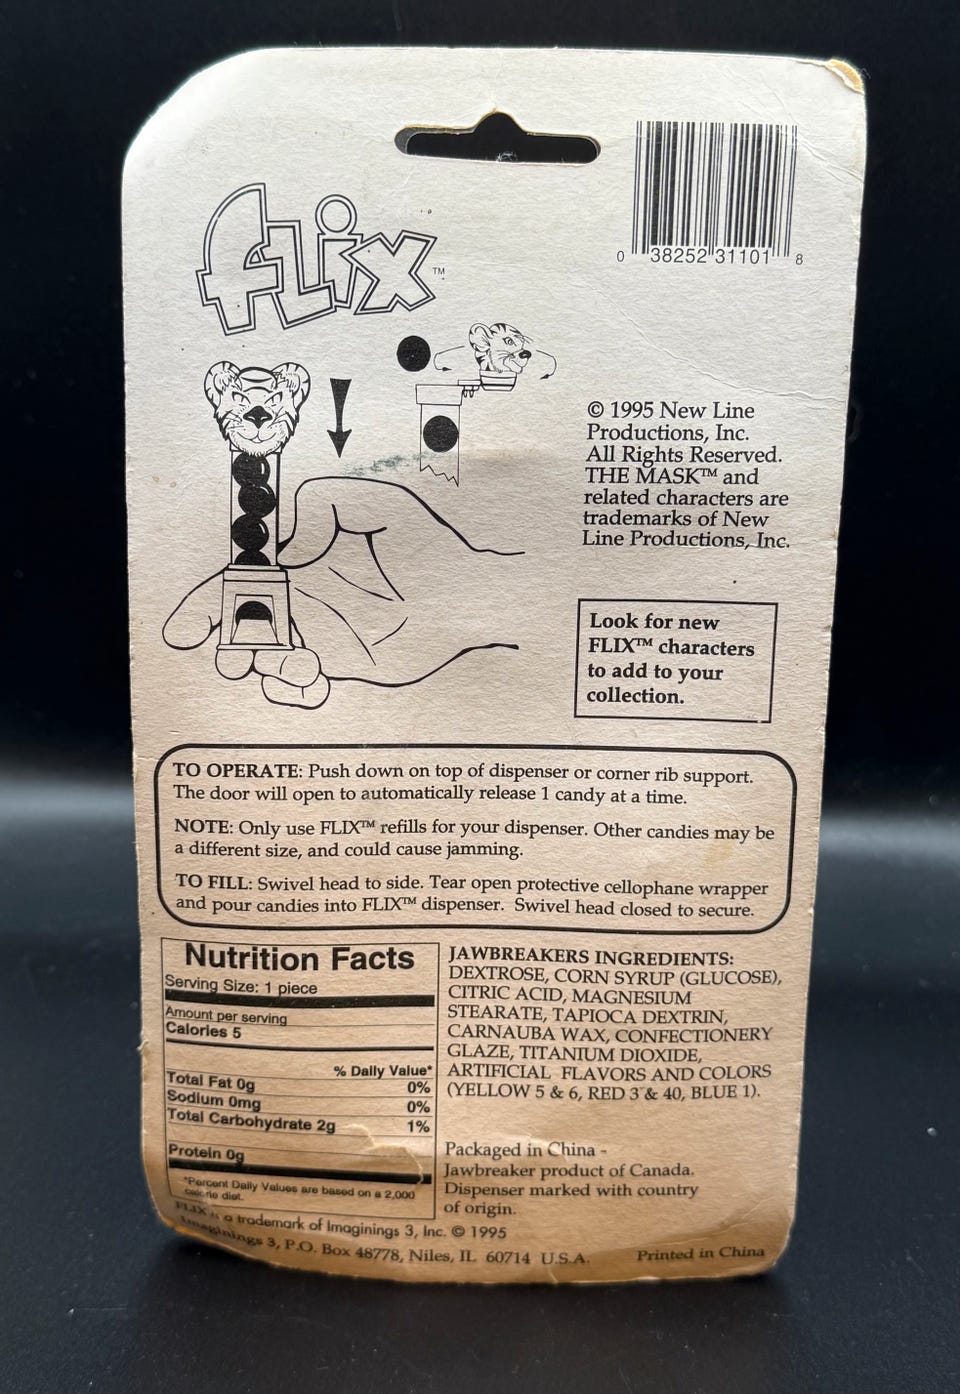 FLiX™
0 38252 31101 8
© 1995 New Line
Productions, Inc.
All Rights Reserved.
THE MASK™ and
related characters are
trademarks of New
Line Productions, Inc.
Look for new
FLIX™ characters
to add to your
collection.
TO OPERATE: Push down on top of dispenser or corner rib support.
The door will open to automatically release 1 candy at a time.
NOTE: Only use FLIX™ refills for your dispenser. Other candies may be
a different size, and could cause jamming.
TO FILL: Swivel head to side. Tear open protective cellophane wrapper
and pour candies into FLIX™ dispenser. Swivel head closed to secure.
Nutrition Facts
Serving Size: 1 piece
Amount per serving
Calories 5
% Daily Value*
Total Fat 0g 0%
Sodium 0mg 0%
Total Carbohydrate 2g 1%
Protein 0g
*Percent Daily Values are based on a 2,000
calorie diet.
JAWBREAKERS INGREDIENTS:
DEXTROSE, CORN SYRUP (GLUCOSE),
CITRIC ACID, MAGNESIUM
STEARATE, TAPIOCA DEXTRIN,
CARNAUBA WAX, CONFECTIONERY
GLAZE, TITANIUM DIOXIDE,
ARTIFICIAL FLAVORS AND COLORS
(YELLOW 5 & 6, RED 3 & 40, BLUE 1).
Packaged in China -
Jawbreaker product of Canada.
Dispenser marked with country
of origin.
FLIX is a trademark of Imaginings 3, Inc. © 1995
Imaginings 3, P.O. Box 48778, Niles, IL 60714 U.S.A.
Printed in China